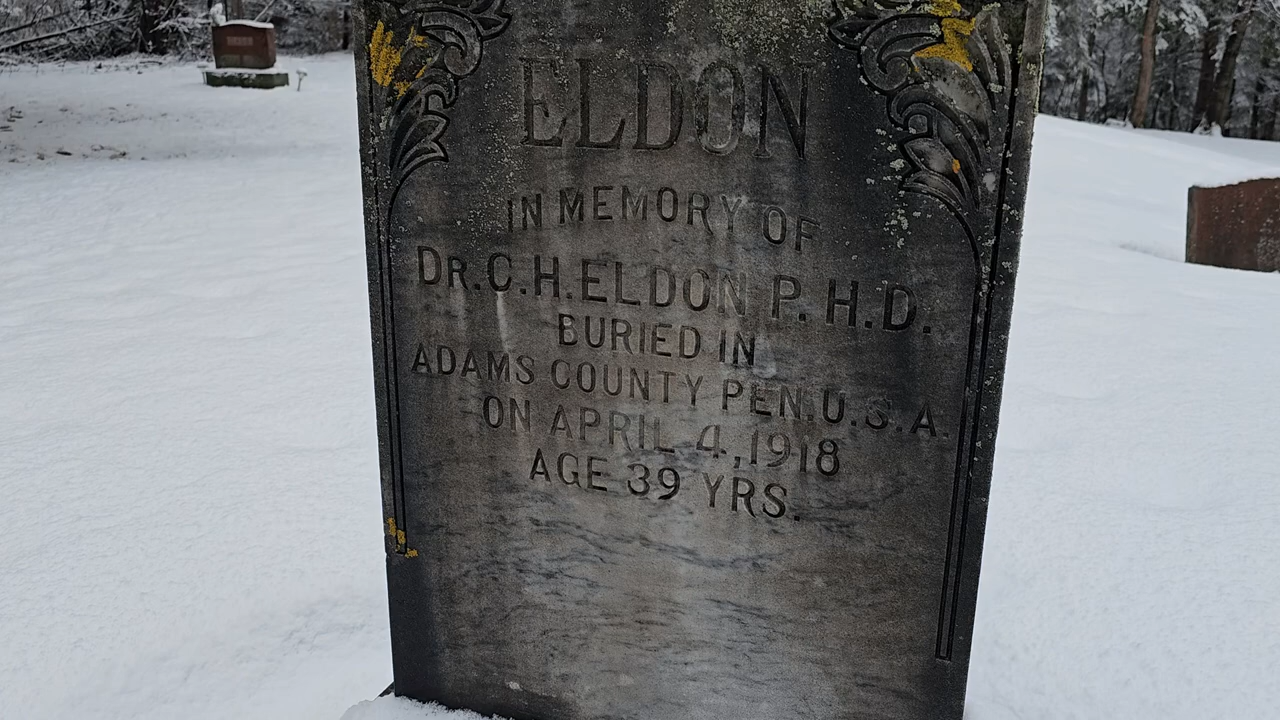 ELDON
IN MEMORY OF
DR.C.H.ELDON P.H.D.
BURIED IN
ADAMS COUNTY PEN.U.S.A.
ON APRIL 4,1918
AGE 39 YRS.